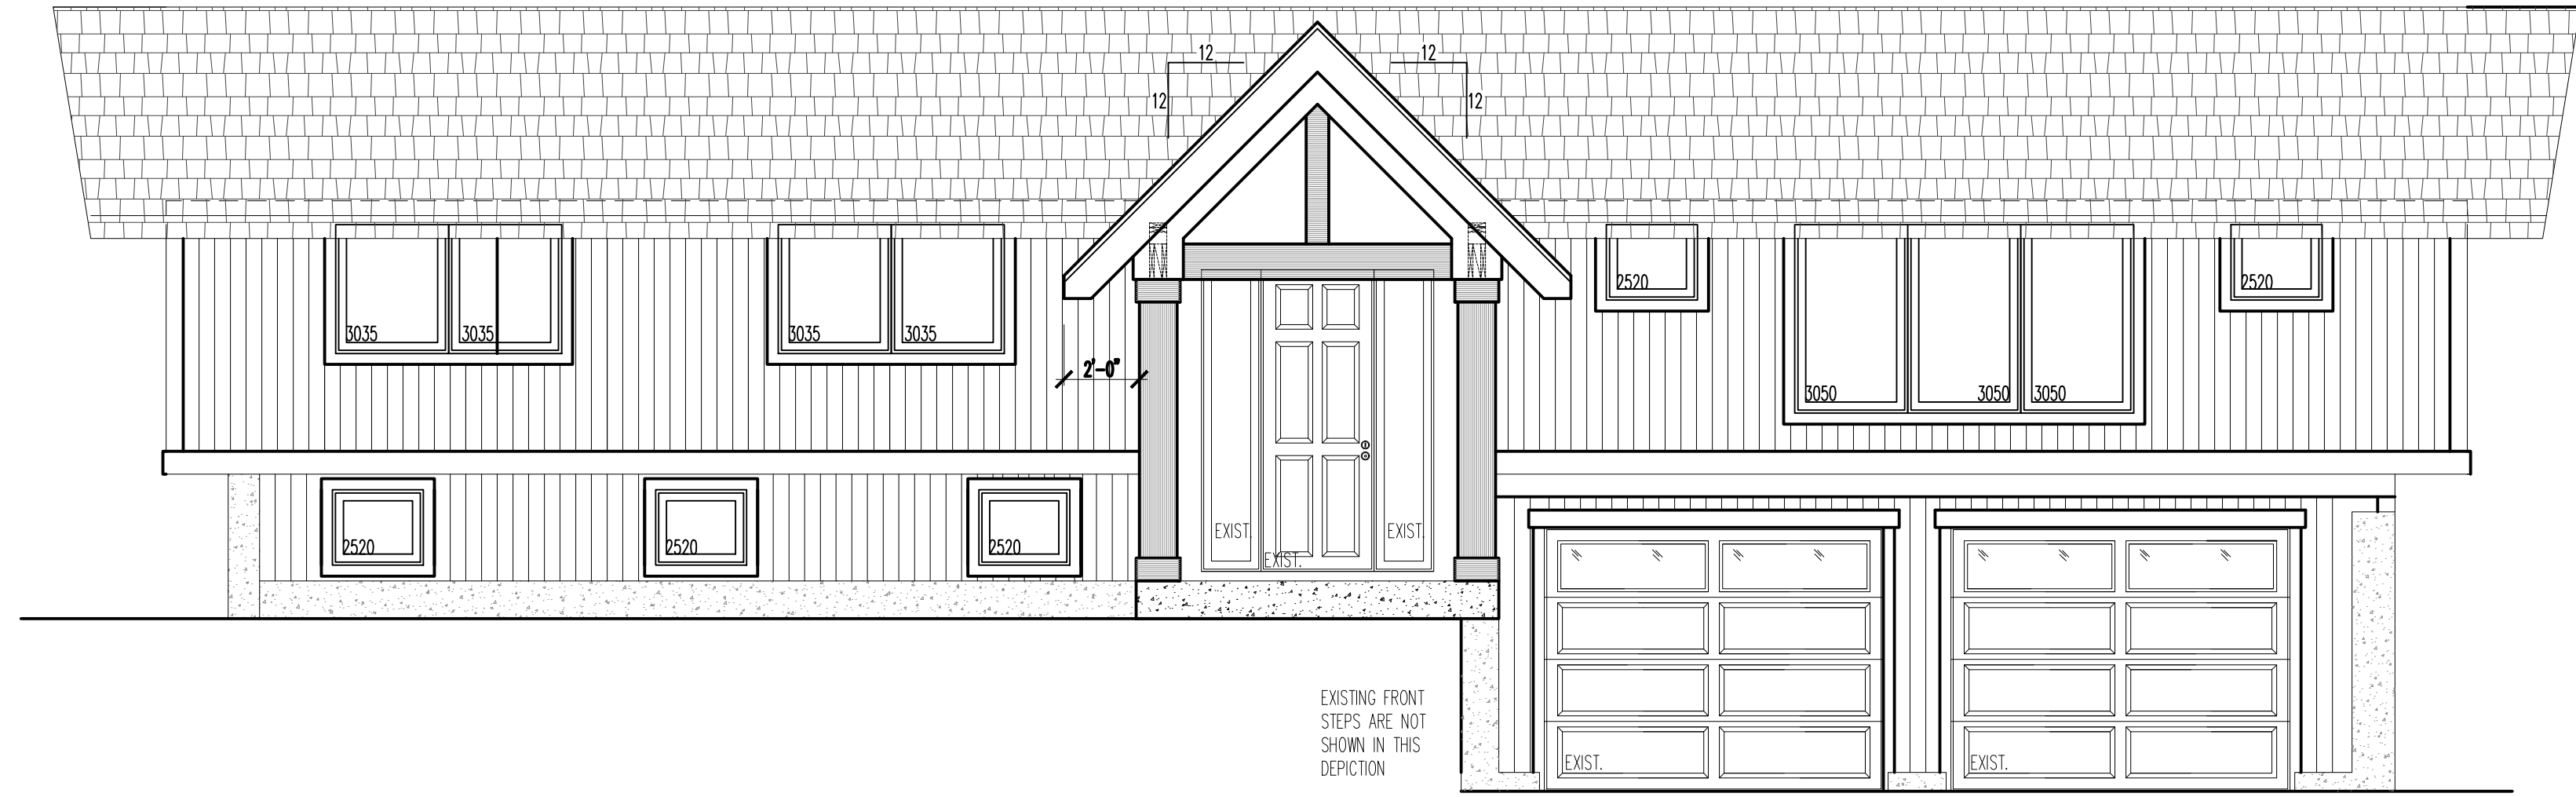 12
12
12
12
2520
2520
3035
3035
3035
3035
2'-0"
3050
3050
3050
EXIST.
EXIST.
EXIST.
2520
2520
2520
EXISTING FRONT
STEPS ARE NOT
SHOWN IN THIS
DEPICTION
EXIST.
EXIST.